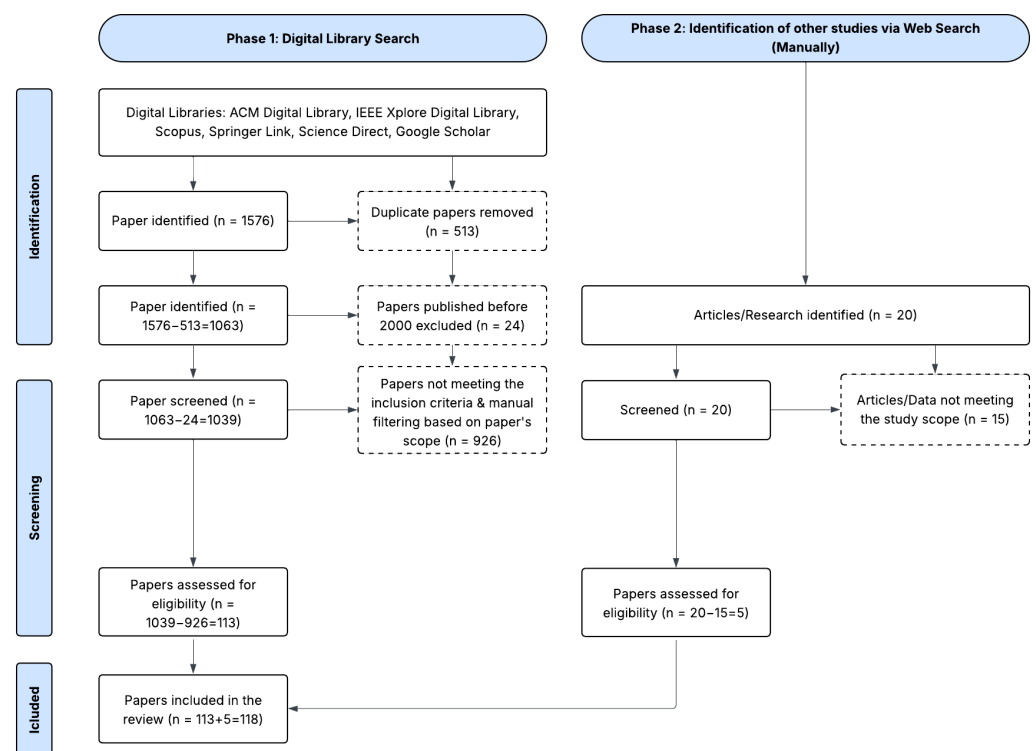 Phase 1: Digital Library Search
Phase 2: Identification of other studies via Web Search
(Manually)
Identification
Digital Libraries: ACM Digital Library, IEEE Xplore Digital Library,
Scopus, Springer Link, Science Direct, Google Scholar
Paper identified (n = 1576)
Duplicate papers removed
(n = 513)
Paper identified (n =
1576−513=1063)
Papers published before
2000 excluded (n = 24)
Articles/Research identified (n = 20)
Screening
Paper screened (n =
1063−24=1039)
Papers not meeting the
inclusion criteria & manual
filtering based on paper's
scope (n = 926)
Screened (n = 20)
Articles/Data not meeting
the study scope (n = 15)
Papers assessed for
eligibility (n =
1039−926=113)
Papers assessed for
eligibility (n = 20−15=5)
Icluded
Papers included in the
review (n = 113+5=118)